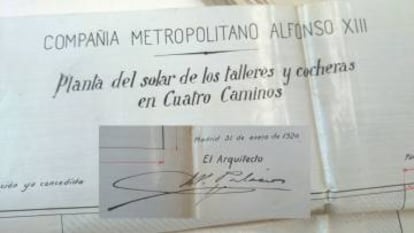 COMPAÑIA METROPOLITANO ALFONSO XIII
Planta del solar de los talleres y cocheras
en Cuatro Caminos
Madrid 31 de enero de 1920
El Arquitecto
ya concedida